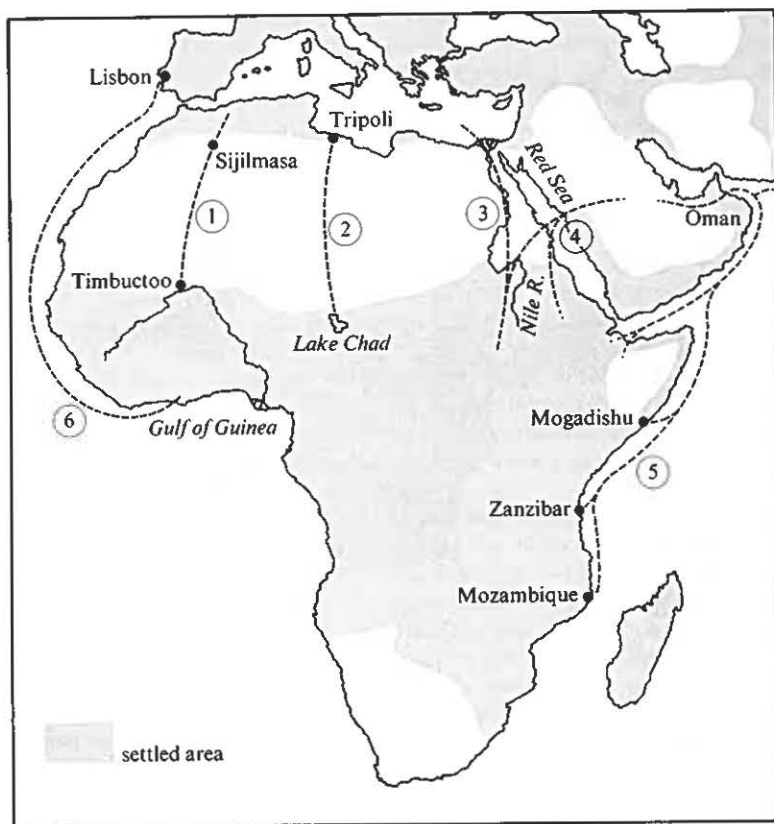 Lisbon
Tripoli
Sijilmasa
Red Sea
1
2
3
4
Oman
Timbuctoo
Nile R.
Lake Chad
6
Gulf of Guinea
Mogadishu
5
Zanzibar
Mozambique
settled area